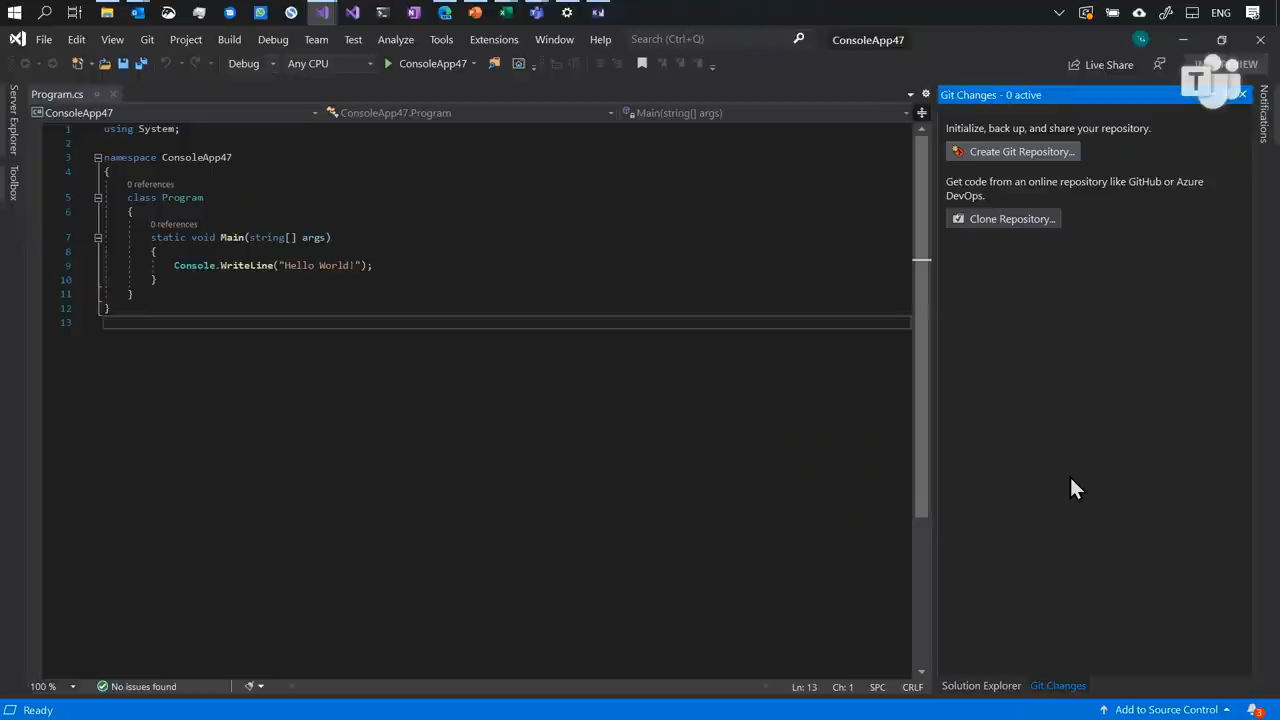 ENG
File Edit View Git Project Build Debug Team Test Analyze Tools Extensions Window Help Search (Ctrl+Q) ConsoleApp47
TG
Debug Any CPU ConsoleApp47 Live Share
Server Explorer
Toolbox
Program.cs
ConsoleApp47 ConsoleApp47.Program Main(string[] args)
1 using System;
2
3 namespace ConsoleApp47
4 {
0 references
5 class Program
6 {
0 references
7 static void Main(string[] args)
8 {
9 Console.WriteLine("Hello World!");
10 }
11 }
12 }
13
Git Changes - 0 active
Initialize, back up, and share your repository.
Create Git Repository...
Get code from an online repository like GitHub or Azure
DevOps.
Clone Repository...
Notifications
100 % No issues found Ln: 13 Ch: 1 SPC CRLF
Solution Explorer Git Changes
Ready Add to Source Control 3